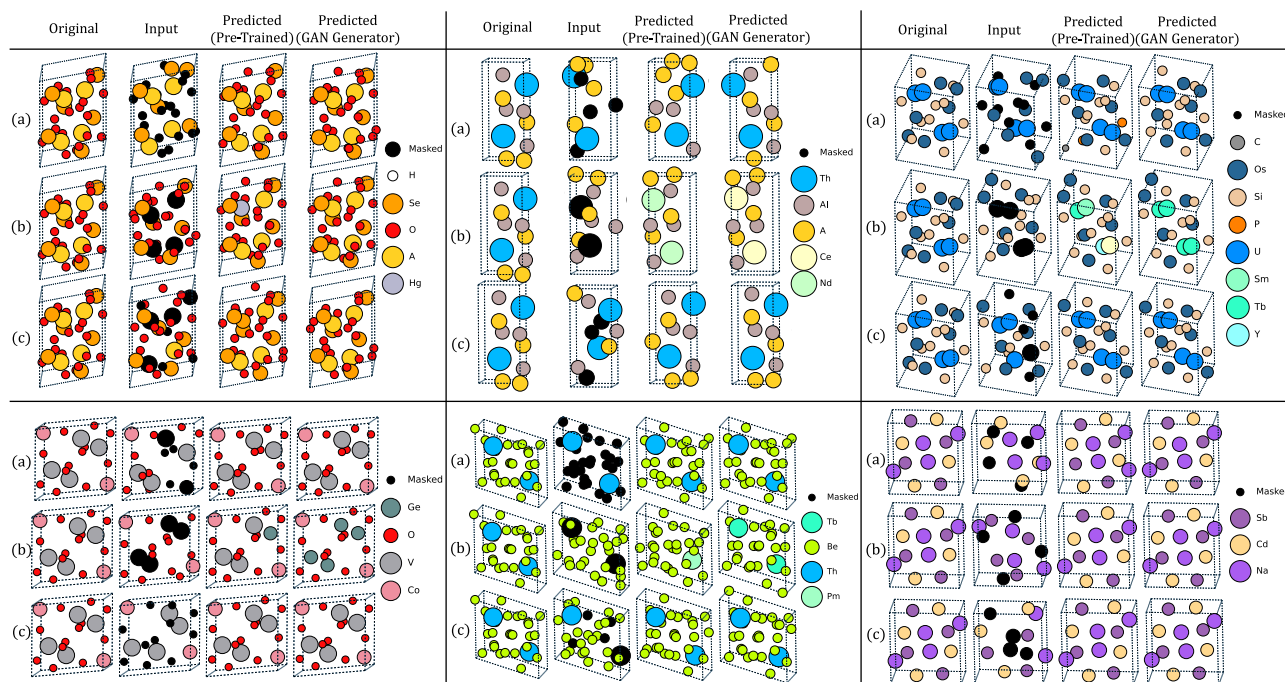 Original Input Predicted (Pre-Trained) Predicted (GAN Generator)
(a)
(b)
(c)
Masked
H
Se
O
A
Hg
Original Input Predicted (Pre-Trained) Predicted (GAN Generator)
(a)
(b)
(c)
Masked
Th
Al
A
Ce
Nd
Original Input Predicted (Pre-Trained) Predicted (GAN Generator)
(a)
(b)
(c)
Masked
C
Os
Si
P
U
Sm
Tb
Y
(a)
(b)
(c)
Masked
Ge
O
V
Co
(a)
(b)
(c)
Masked
Tb
Be
Th
Pm
(a)
(b)
(c)
Masked
Sb
Cd
Na